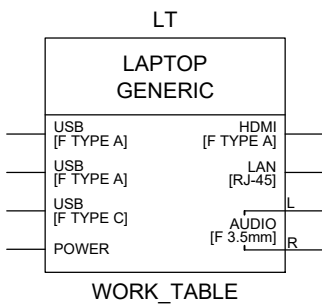 LT
LAPTOP
GENERIC
USB
[F TYPE A]
HDMI
[F TYPE A]
USB
[F TYPE A]
LAN
[RJ-45]
USB
[F TYPE C]
L
AUDIO
[F 3.5mm]
R
POWER
WORK_TABLE